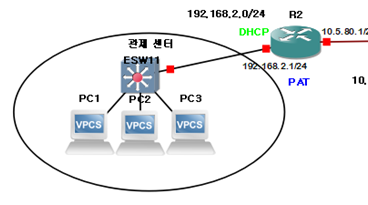 192.168.2.0/24
R2
DHCP
10.5.80.1/2
관제 센터
ESW11
192.168.2.1/24
PAT
10.
PC1
PC2
PC3
VPCS
VPCS
VPCS